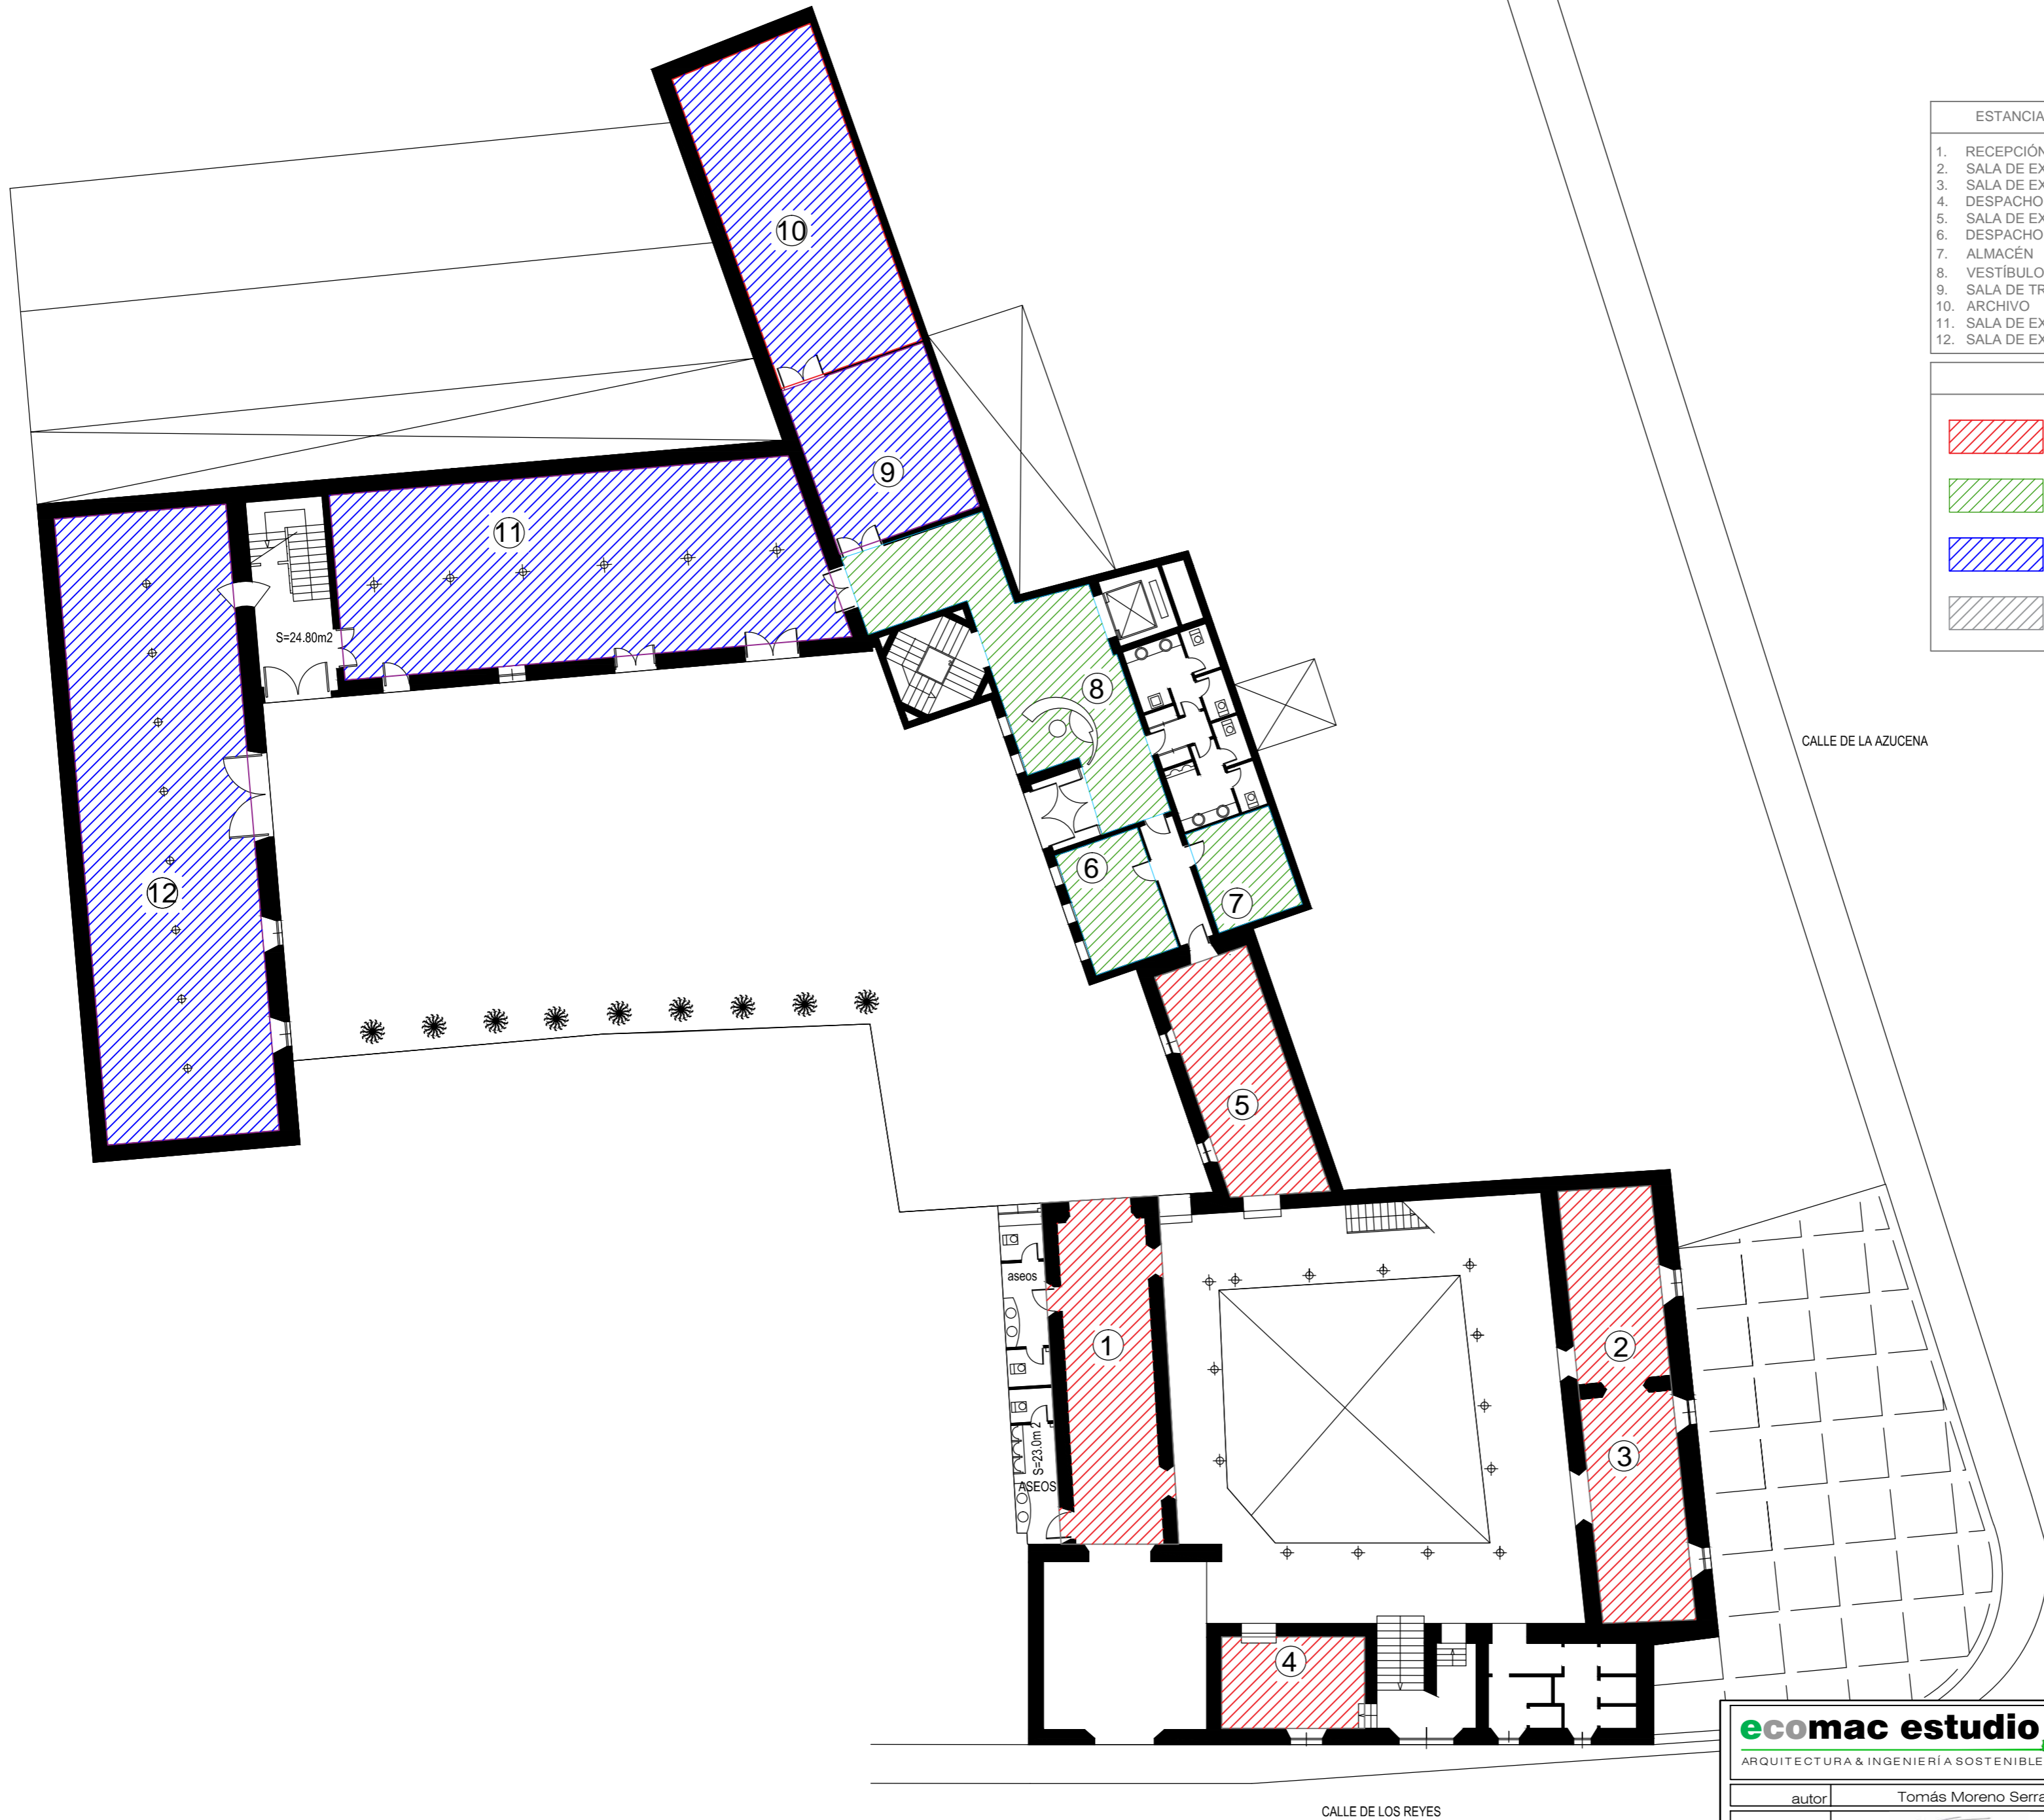 ESTANCIA
1. RECEPCIÓN
2. SALA DE EX
3. SALA DE EX
4. DESPACHO
5. SALA DE EX
6. DESPACHO
7. ALMACÉN
8. VESTÍBULO
9. SALA DE TR
10. ARCHIVO
11. SALA DE EX
12. SALA DE EX
10
9
11
S=24.80m2
8
CALLE DE LA AZUCENA
6
12
7
5
aseos
1
2
3
S=23.0m2
ASEOS
4
ecomac estudio
ARQUITECTURA & INGENIERÍA SOSTENIBLE
autor Tomás Moreno Serra
CALLE DE LOS REYES